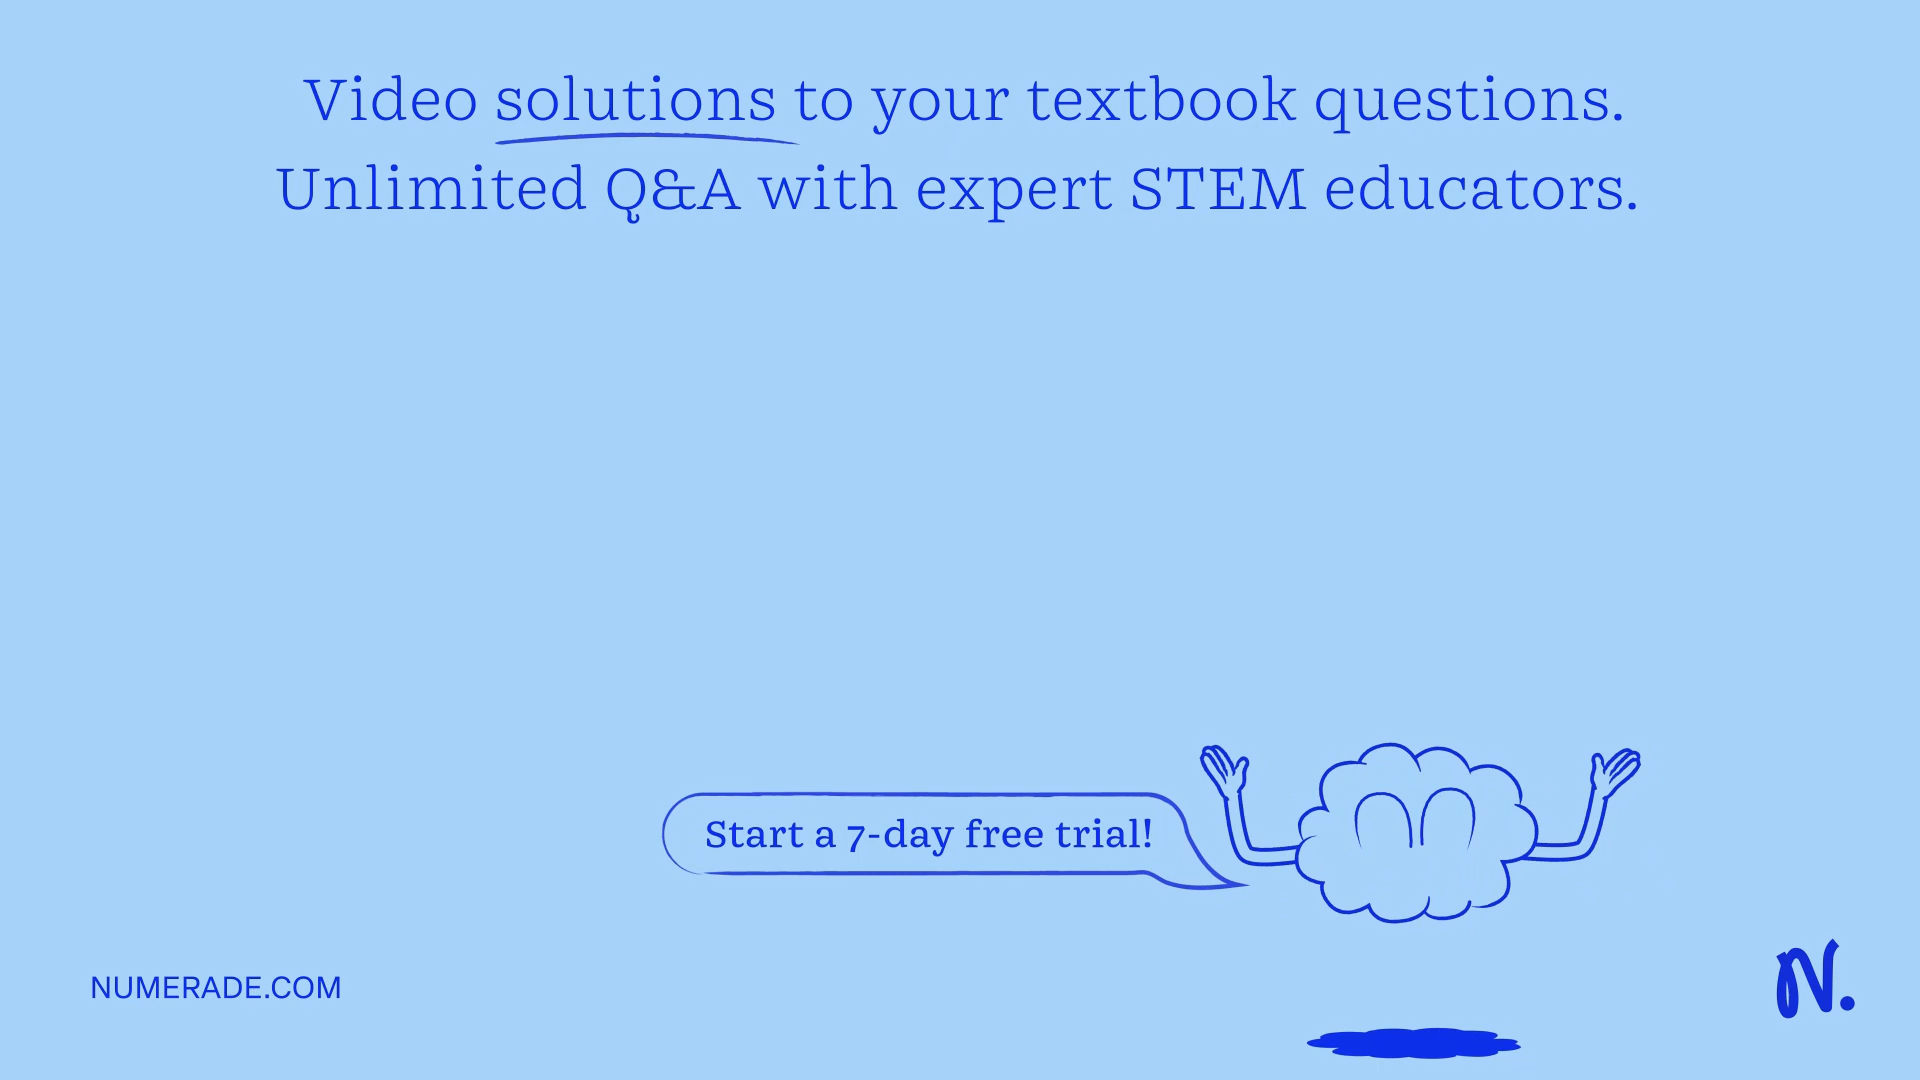 Video solutions to your textbook questions.
Unlimited Q&A with expert STEM educators.
Start a 7-day free trial!
NUMERADE.COM
N.